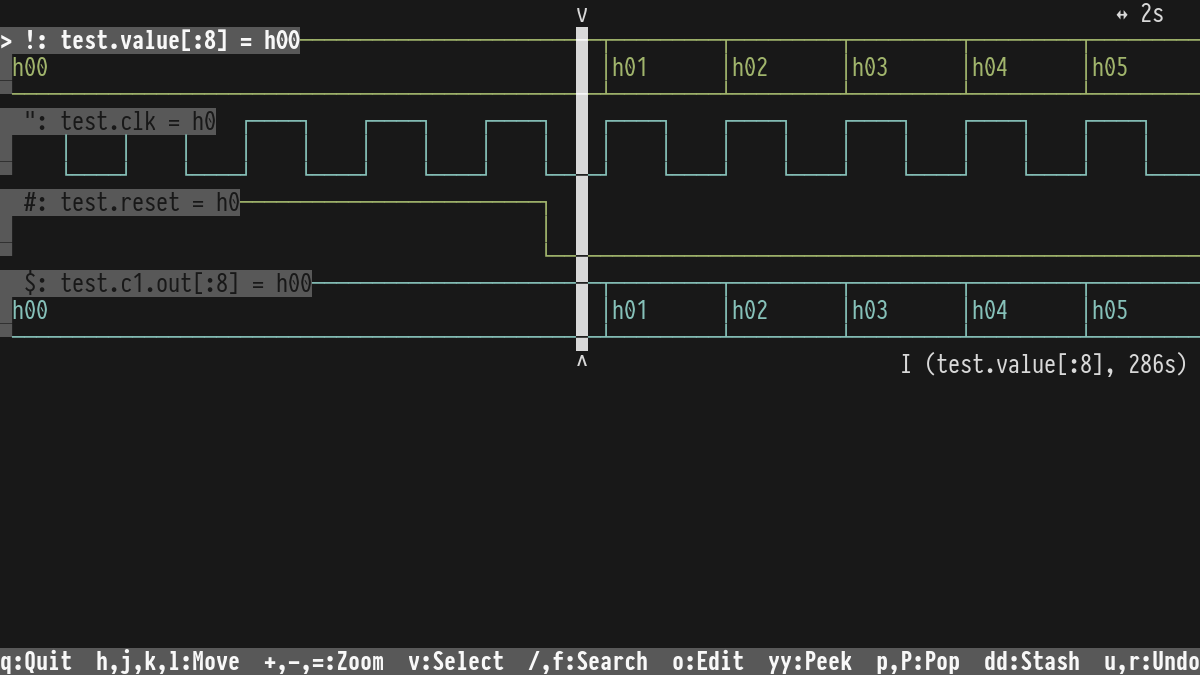 V ↔ 2s
> !: test.value[:8] = h00
h00 h01 h02 h03 h04 h05
": test.clk = h0
#: test.reset = h0
$: test.c1.out[:8] = h00
h00 h01 h02 h03 h04 h05
^ I (test.value[:8], 286s)
q:Quit h,j,k,l:Move +,-,=:Zoom v:Select /,f:Search o:Edit yy:Peek p,P:Pop dd:Stash u,r:Undo